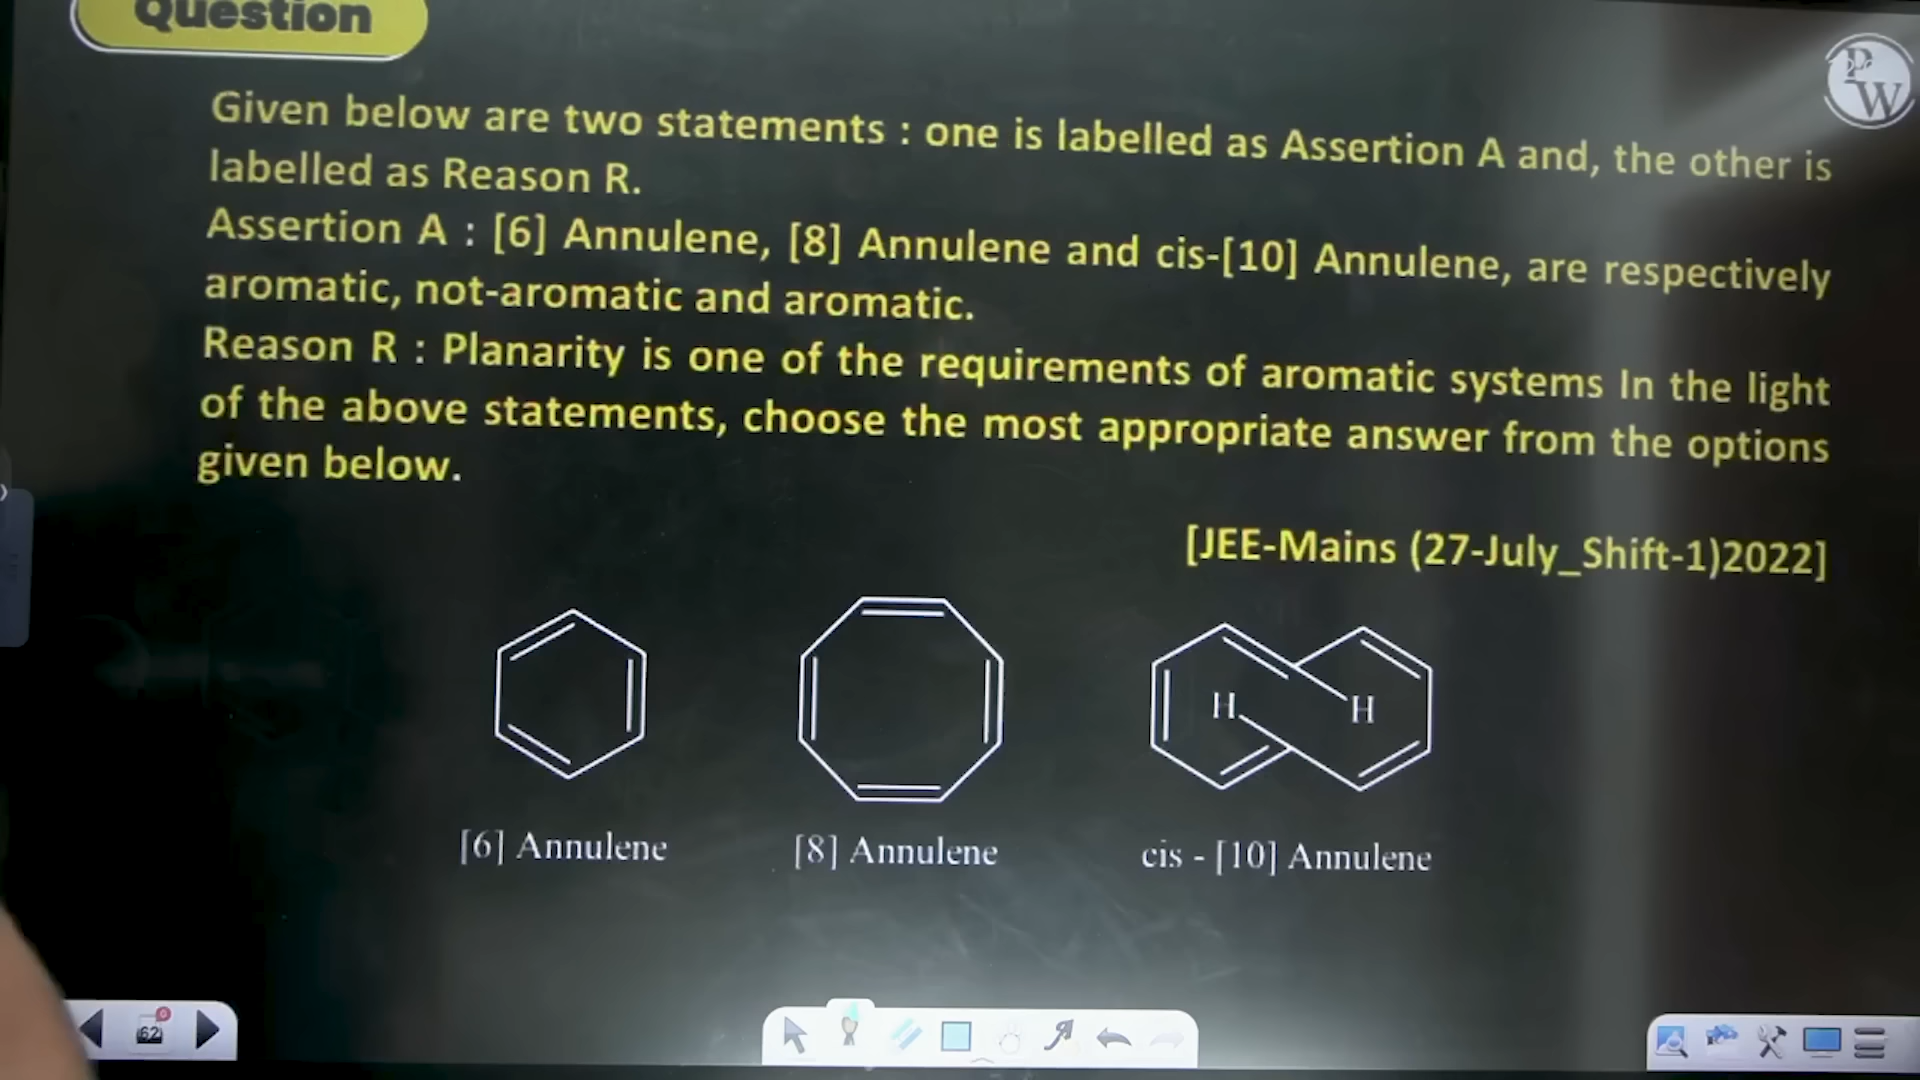 Question
PW
Given below are two statements : one is labelled as Assertion A and, the other is
labelled as Reason R.
Assertion A : [6] Annulene, [8] Annulene and cis-[10] Annulene, are respectively
aromatic, not-aromatic and aromatic.
Reason R : Planarity is one of the requirements of aromatic systems In the light
of the above statements, choose the most appropriate answer from the options
given below.
[JEE-Mains (27-July_Shift-1)2022]
H H
[6] Annulene [8] Annulene cis - [10] Annulene
62